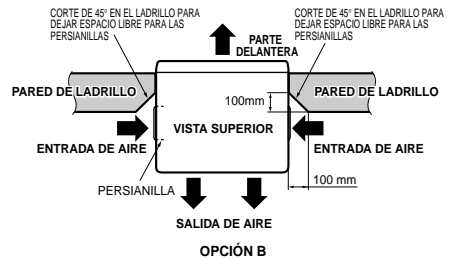 CORTE DE 45° EN EL LADRILLO PARA
DEJAR ESPACIO LIBRE PARA LAS
PERSIANILLAS
CORTE DE 45° EN EL LADRILLO PARA
DEJAR ESPACIO LIBRE PARA LAS
PERSIANILLAS
PARTE
DELANTERA
PARED DE LADRILLO
PARED DE LADRILLO
100mm
VISTA SUPERIOR
ENTRADA DE AIRE
ENTRADA DE AIRE
PERSIANILLA
100 mm
SALIDA DE AIRE
OPCIÓN B